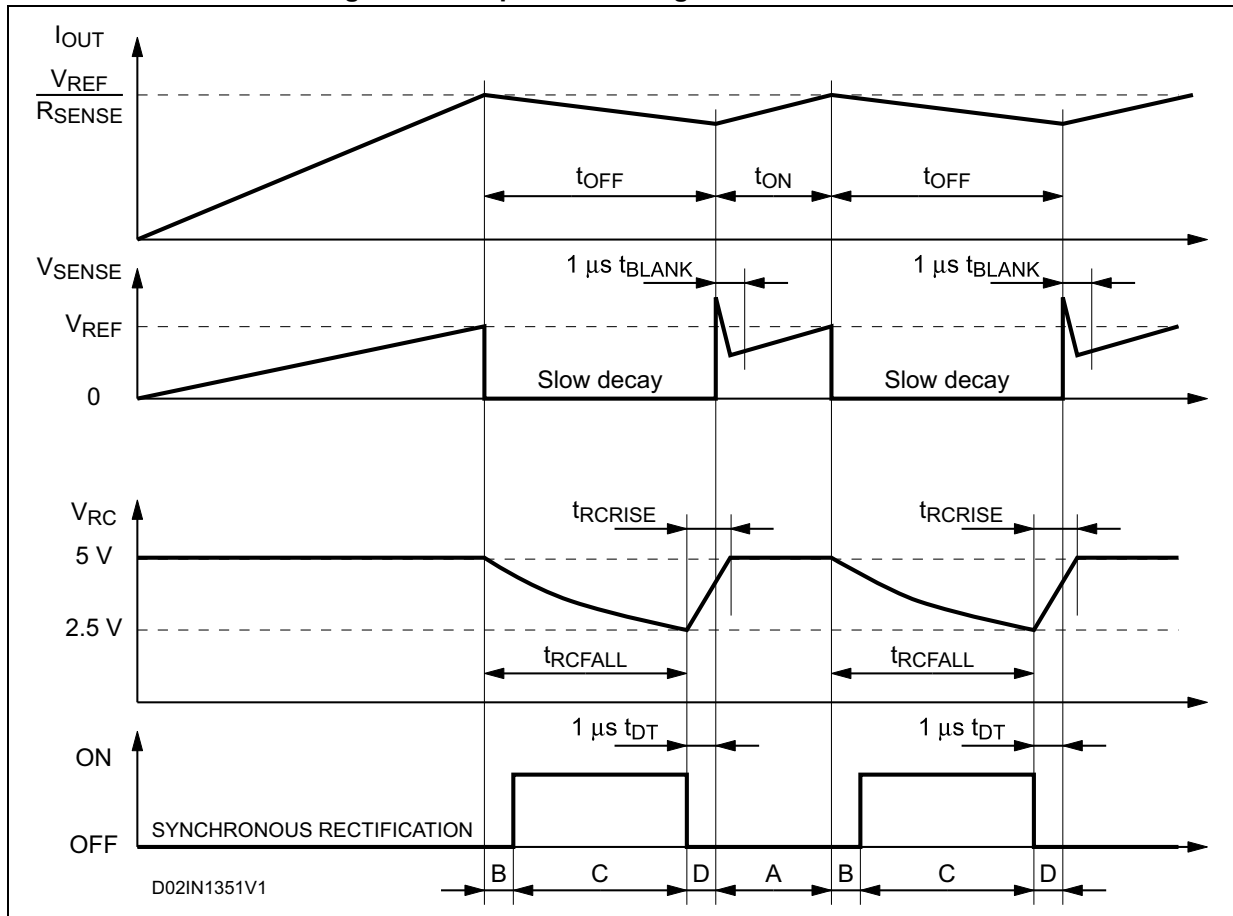 IOUT
VREF
RSENSE
tOFF tON tOFF
VSENSE
1 μs tBLANK 1 μs tBLANK
VREF
Slow decay Slow decay
0
VRC
tRCRISE tRCRISE
5 V
2.5 V
tRCFALL tRCFALL
1 μs tDT 1 μs tDT
ON
SYNCHRONOUS RECTIFICATION
OFF
B C D A B C D
D02IN1351V1